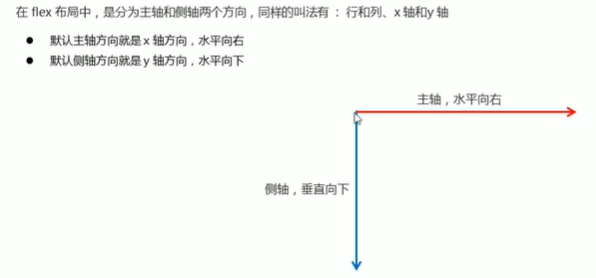 在 flex 布局中，是分为主轴和侧轴两个方向，同样的叫法有 ： 行和列、x 轴和y 轴
● 默认主轴方向就是 x 轴方向，水平向右
● 默认侧轴方向就是 y 轴方向，水平向下
主轴，水平向右
侧轴，垂直向下